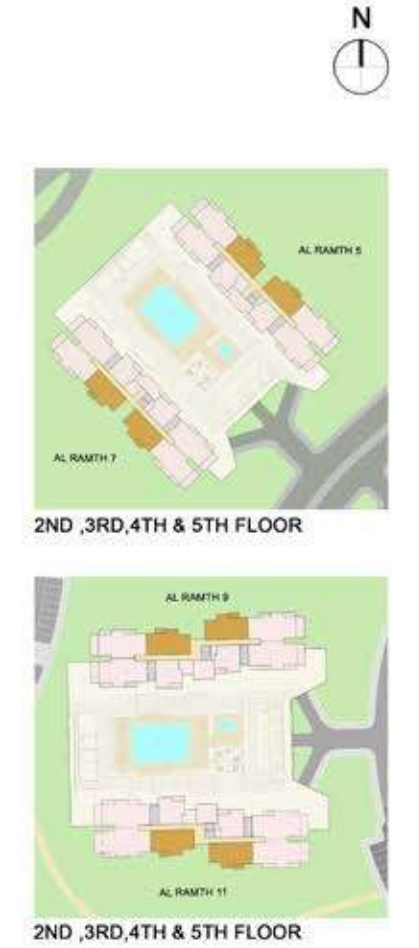 N
AL RAMTH 5
AL RAMTH 7
2ND ,3RD,4TH & 5TH FLOOR
AL RAMTH 9
AL RAMTH 11
2ND ,3RD,4TH & 5TH FLOOR